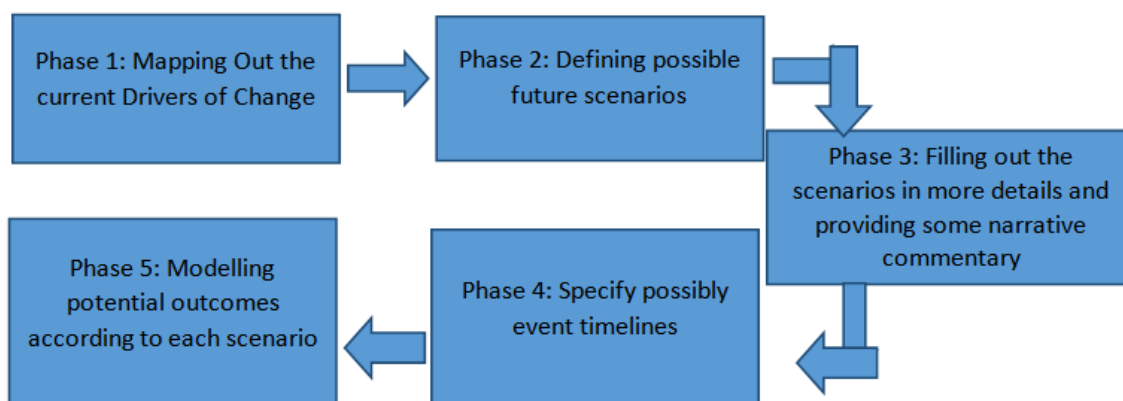 Phase 1: Mapping Out the
current Drivers of Change
Phase 2: Defining possible
future scenarios
Phase 3: Filling out the
scenarios in more details and
providing some narrative
commentary
Phase 4: Specify possibly
event timelines
Phase 5: Modelling
potential outcomes
according to each scenario